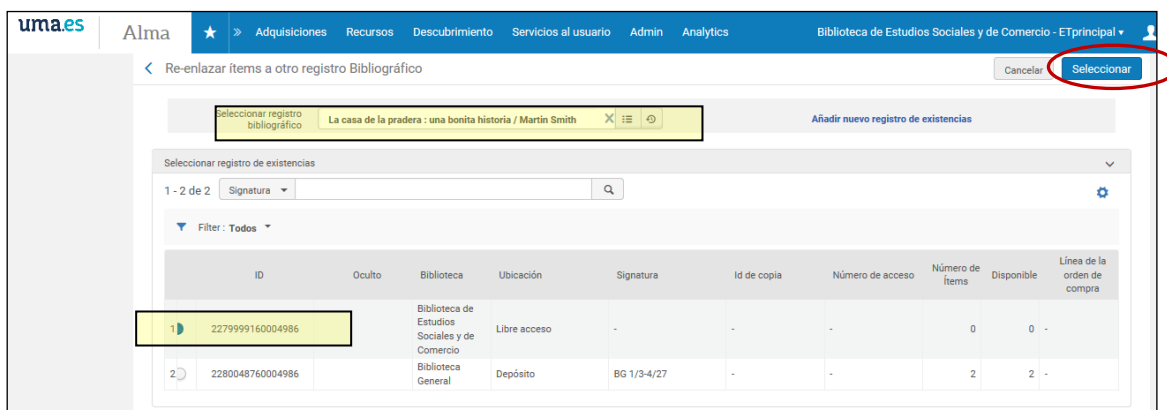 uma.es
Alma » Adquisiciones Recursos Descubrimiento Servicios al usuario Admin Analytics Biblioteca de Estudios Sociales y de Comercio - ETprincipal
Re-enlazar ítems a otro registro Bibliográfico Cancelar Seleccionar
Seleccionar registro bibliográfico
La casa de la pradera : una bonita historia / Martin Smith
Añadir nuevo registro de existencias
Seleccionar registro de existencias
1 - 2 de 2 Signatura
Filter : Todos
ID Oculto Biblioteca Ubicación Signatura Id de copia Número de acceso Número de Ítems Disponible Línea de la orden de compra
1 2279999160004986 Biblioteca de Estudios Sociales y de Comercio Libre acceso - - - 0 0 -
2 2280048760004986 Biblioteca General Depósito BG 1/3-4/27 - - 2 2 -